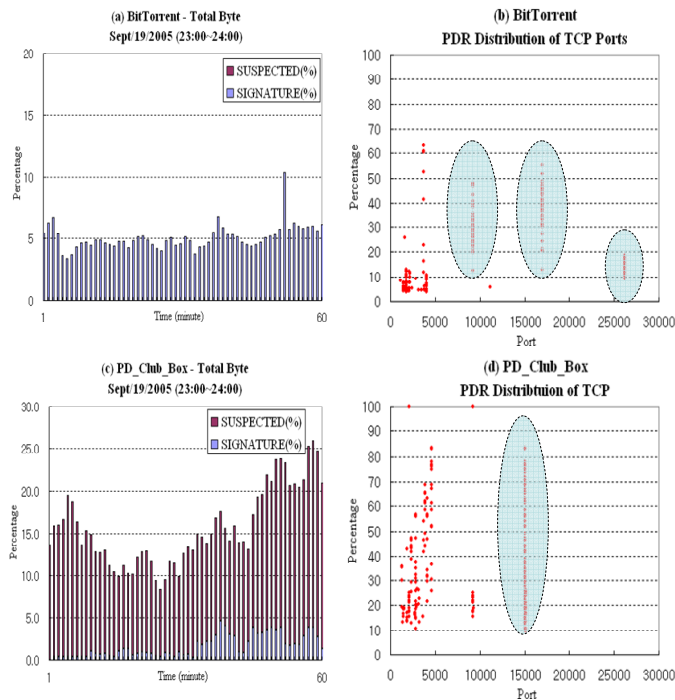 (a) BitTorrent - Total Byte
Sept/19/2005 (23:00~24:00)
20
15
10
5
0
Percentage
SUSPECTED(%)
SIGNATURE(%)
1
Time (minute)
60
(b) BitTorrent
PDR Distribution of TCP Ports
100
90
80
70
60
50
40
30
20
10
0
Percentage
0
5000
10000
15000
20000
25000
30000
Port
(c) PD_Club_Box - Total Byte
Sept/19/2005 (23:00~24:00)
30.0
25.0
20.0
15.0
10.0
5.0
0.0
Percentage
SUSPECTED(%)
SIGNATURE(%)
1
Time (minute)
60
(d) PD_Club_Box
PDR Distribtuion of TCP
100
90
80
70
60
50
40
30
20
10
0
Percentage
0
5000
10000
15000
20000
25000
30000
Port